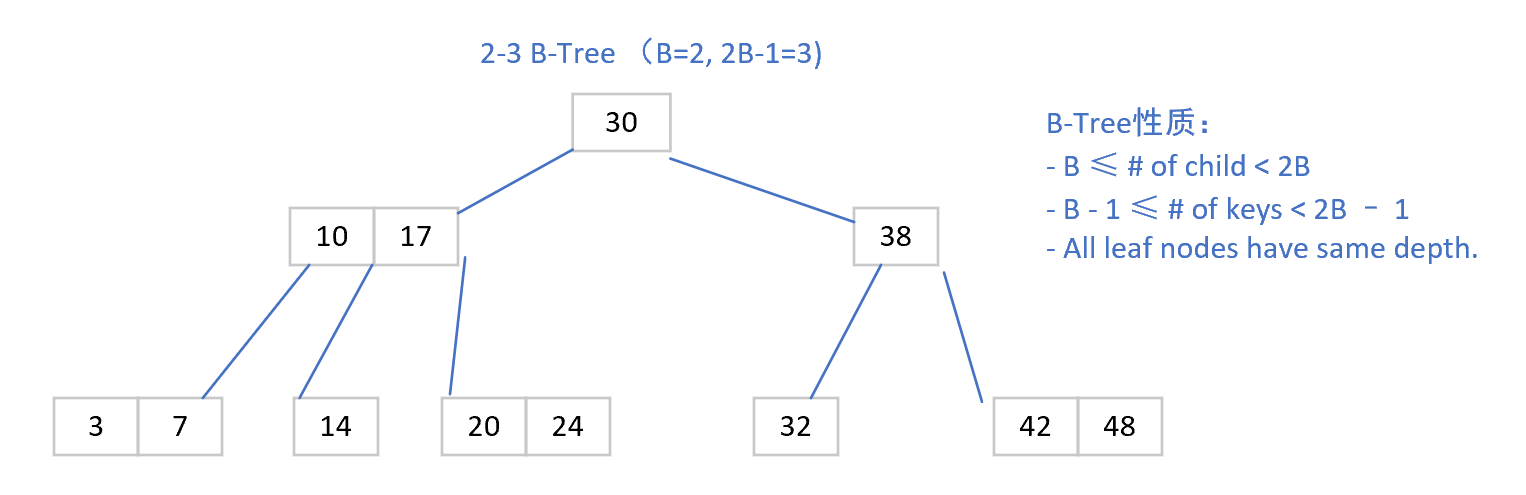 2-3 B-Tree （B=2, 2B-1=3)
30
B-Tree性质：
- B ≤ # of child < 2B
- B - 1 ≤ # of keys < 2B － 1
- All leaf nodes have same depth.
10 17
38
3 7
14
20 24
32
42 48